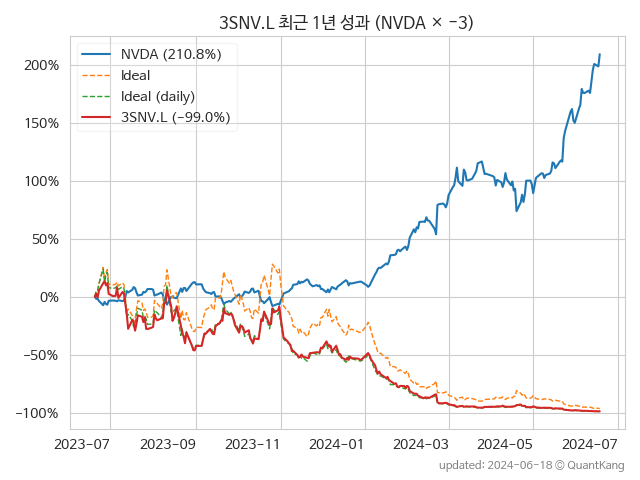 3SNV.L 최근 1년 성과 (NVDA × −3)
NVDA (210.8%)
Ideal
Ideal (daily)
3SNV.L (−99.0%)
200%
150%
100%
50%
0%
−50%
−100%
2023-07 2023-09 2023-11 2024-01 2024-03 2024-05 2024-07
updated: 2024-06-18 © QuantKang